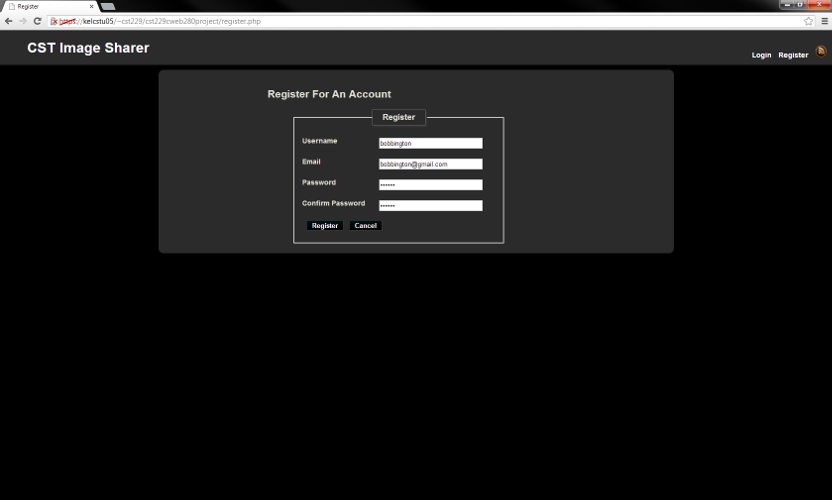 Register
https://kelcstu05/~cst229/cst229cweb280project/register.php
CST Image Sharer
Login Register
Register For An Account
Register
Username
bobbington
Email
bobbington@gmail.com
Password
Confirm Password
Register Cancel